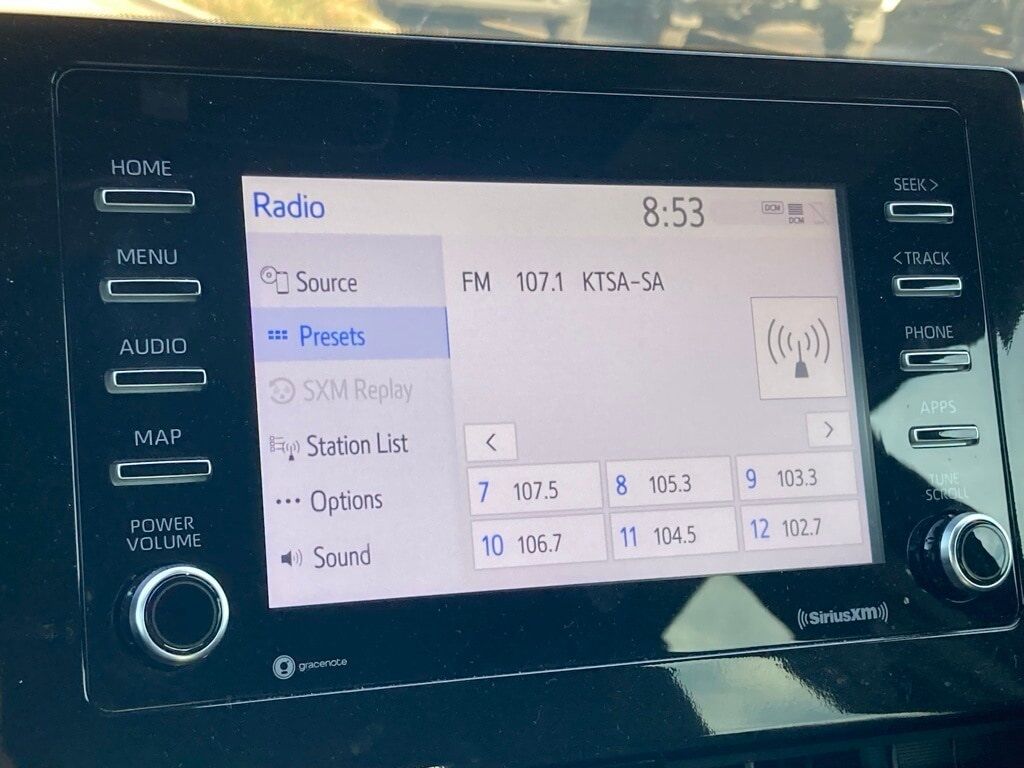 HOME
MENU
AUDIO
MAP
POWER
VOLUME
Radio
8:53
DCM
DCM
Source
Presets
SXM Replay
Station List
Options
Sound
FM 107.1 KTSA-SA
<
>
7 107.5
8 105.3
9 103.3
10 106.7
11 104.5
12 102.7
SEEK >
< TRACK
PHONE
APPS
TUNE
SCROLL
gracenote
SiriusXM